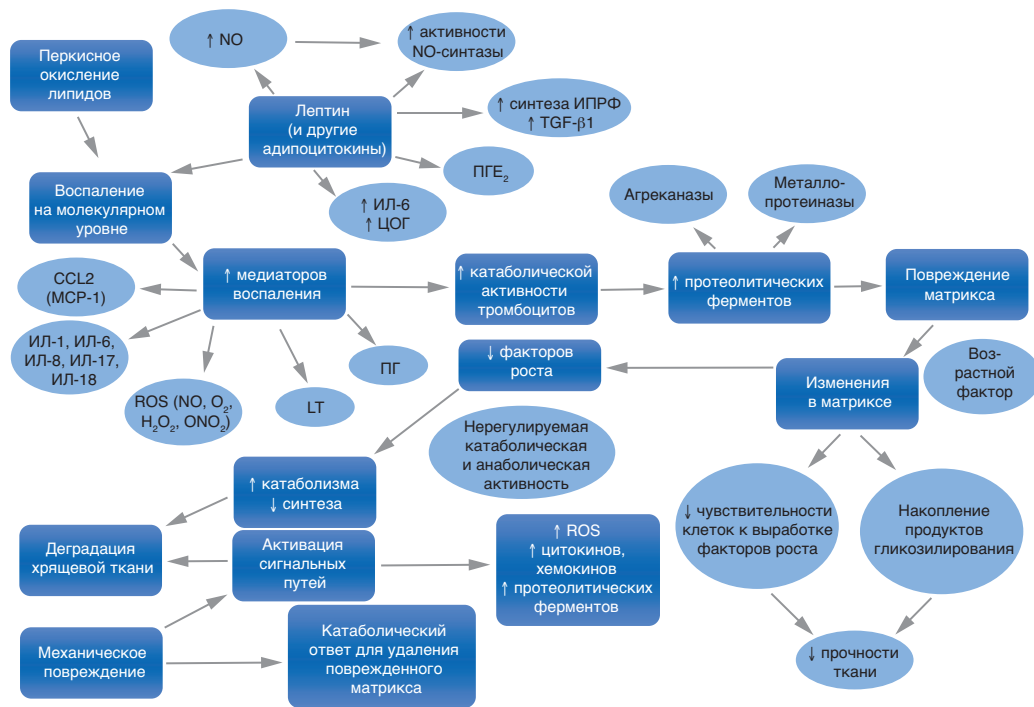 ↑ NO
↑ активности
NO-синтазы
Перкисное
окисление
липидов
Лептин
(и другие
адипоцитокины)
↑ синтеза ИПРФ
↑ TGF-β1
ПГЕ₂
↑ ИЛ-6
↑ ЦОГ
Воспаление
на молекулярном
уровне
Агреканазы
Металло-
протеиназы
CCL2
(MCP-1)
↑ медиаторов
воспаления
↑ катаболической
активности
тромбоцитов
↑ протеолитических
ферментов
Повреждение
матрикса
ИЛ-1, ИЛ-6,
ИЛ-8, ИЛ-17,
ИЛ-18
ROS (NO, O₂,
H₂O₂, ONO₂)
LT
ПГ
↓ факторов
роста
Изменения
в матриксе
Воз-
растной
фактор
Нерегулируемая
катаболическая
и анаболическая
активность
↑ катаболизма
↓ синтеза
↓ чувствительности
клеток к выработке
факторов роста
Накопление
продуктов
гликозилирования
Деградация
хрящевой ткани
Активация
сигнальных
путей
↑ ROS
↑ цитокинов,
хемокинов
↑ протеолитических
ферментов
Механическое
повреждение
Катаболический
ответ для удаления
поврежденного
матрикса
↓ прочности
ткани